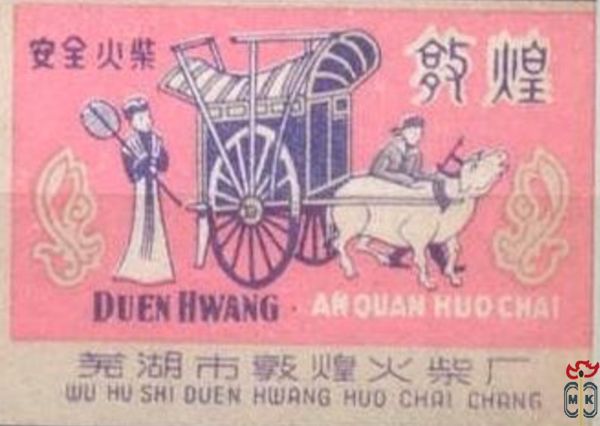 安全火柴
敦煌
DUEN HWANG · AN QUAN HUO CHAI
芜湖市敦煌火柴厂
WU HU SHI DUEN HWANG HUO CHAI CHANG
MK